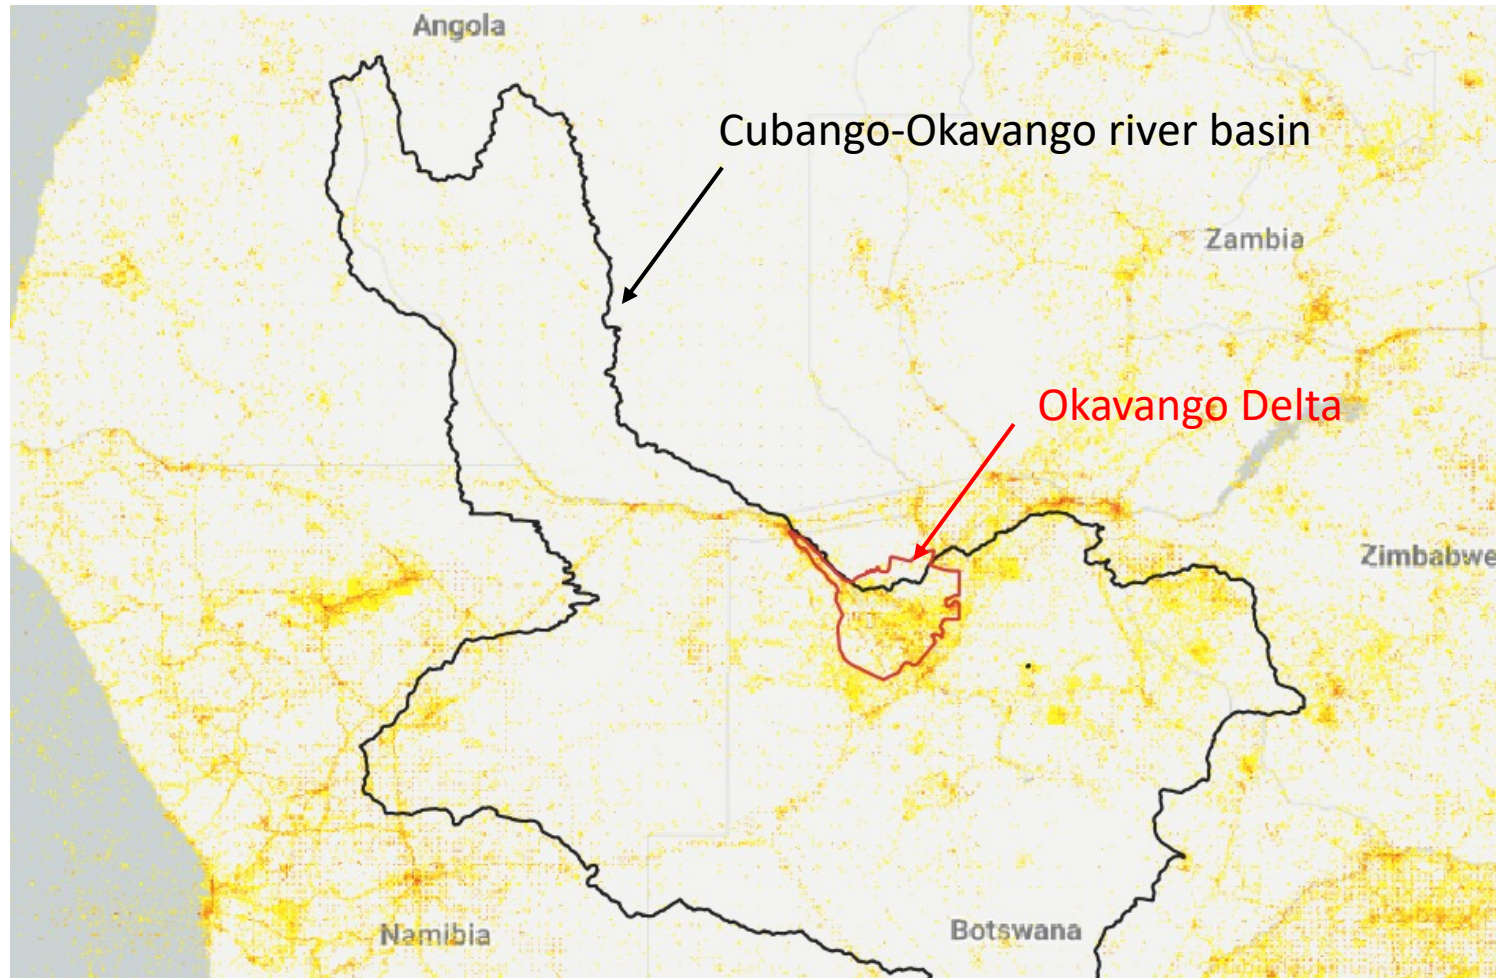 Angola
Cubango-Okavango river basin
Zambia
Okavango Delta
Zimbabwe
Botswana
Namibia